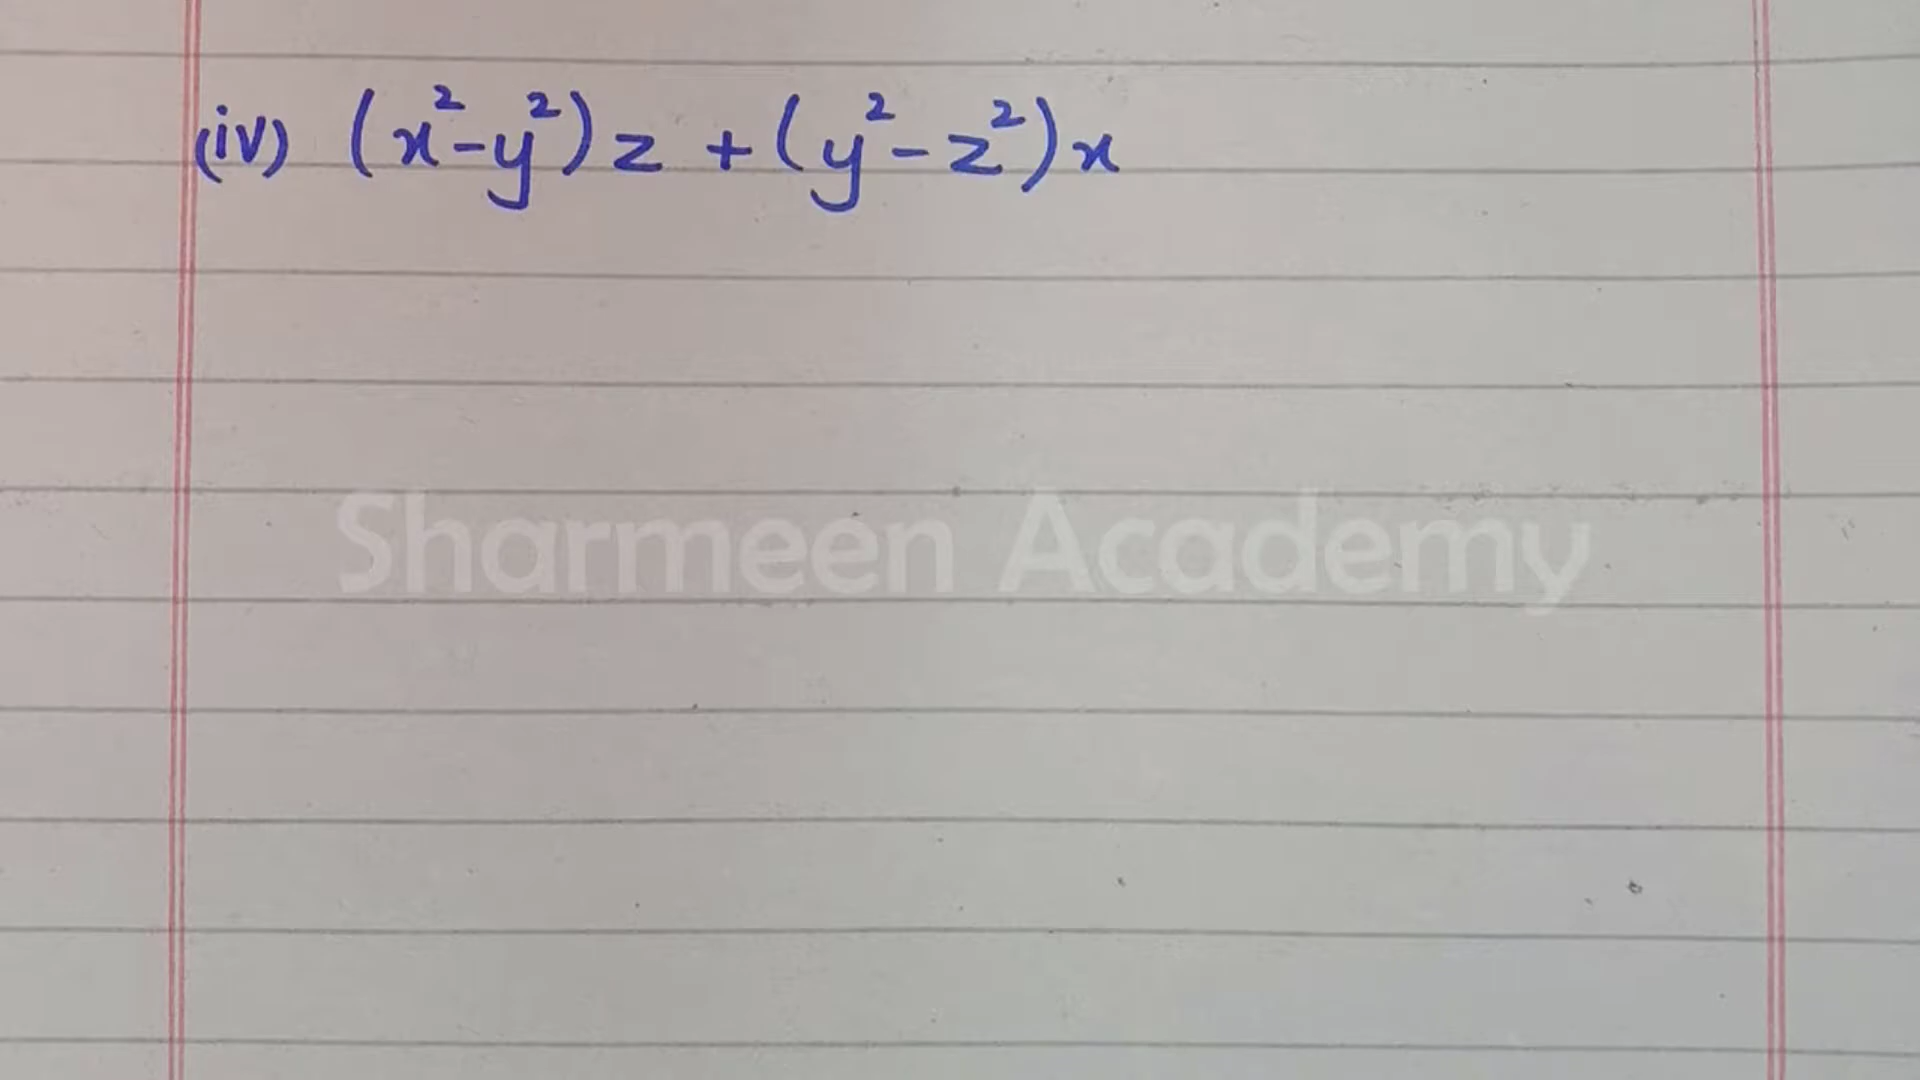 (iv) (x²-y²)z + (y²-z²)x
Sharmeen Academy